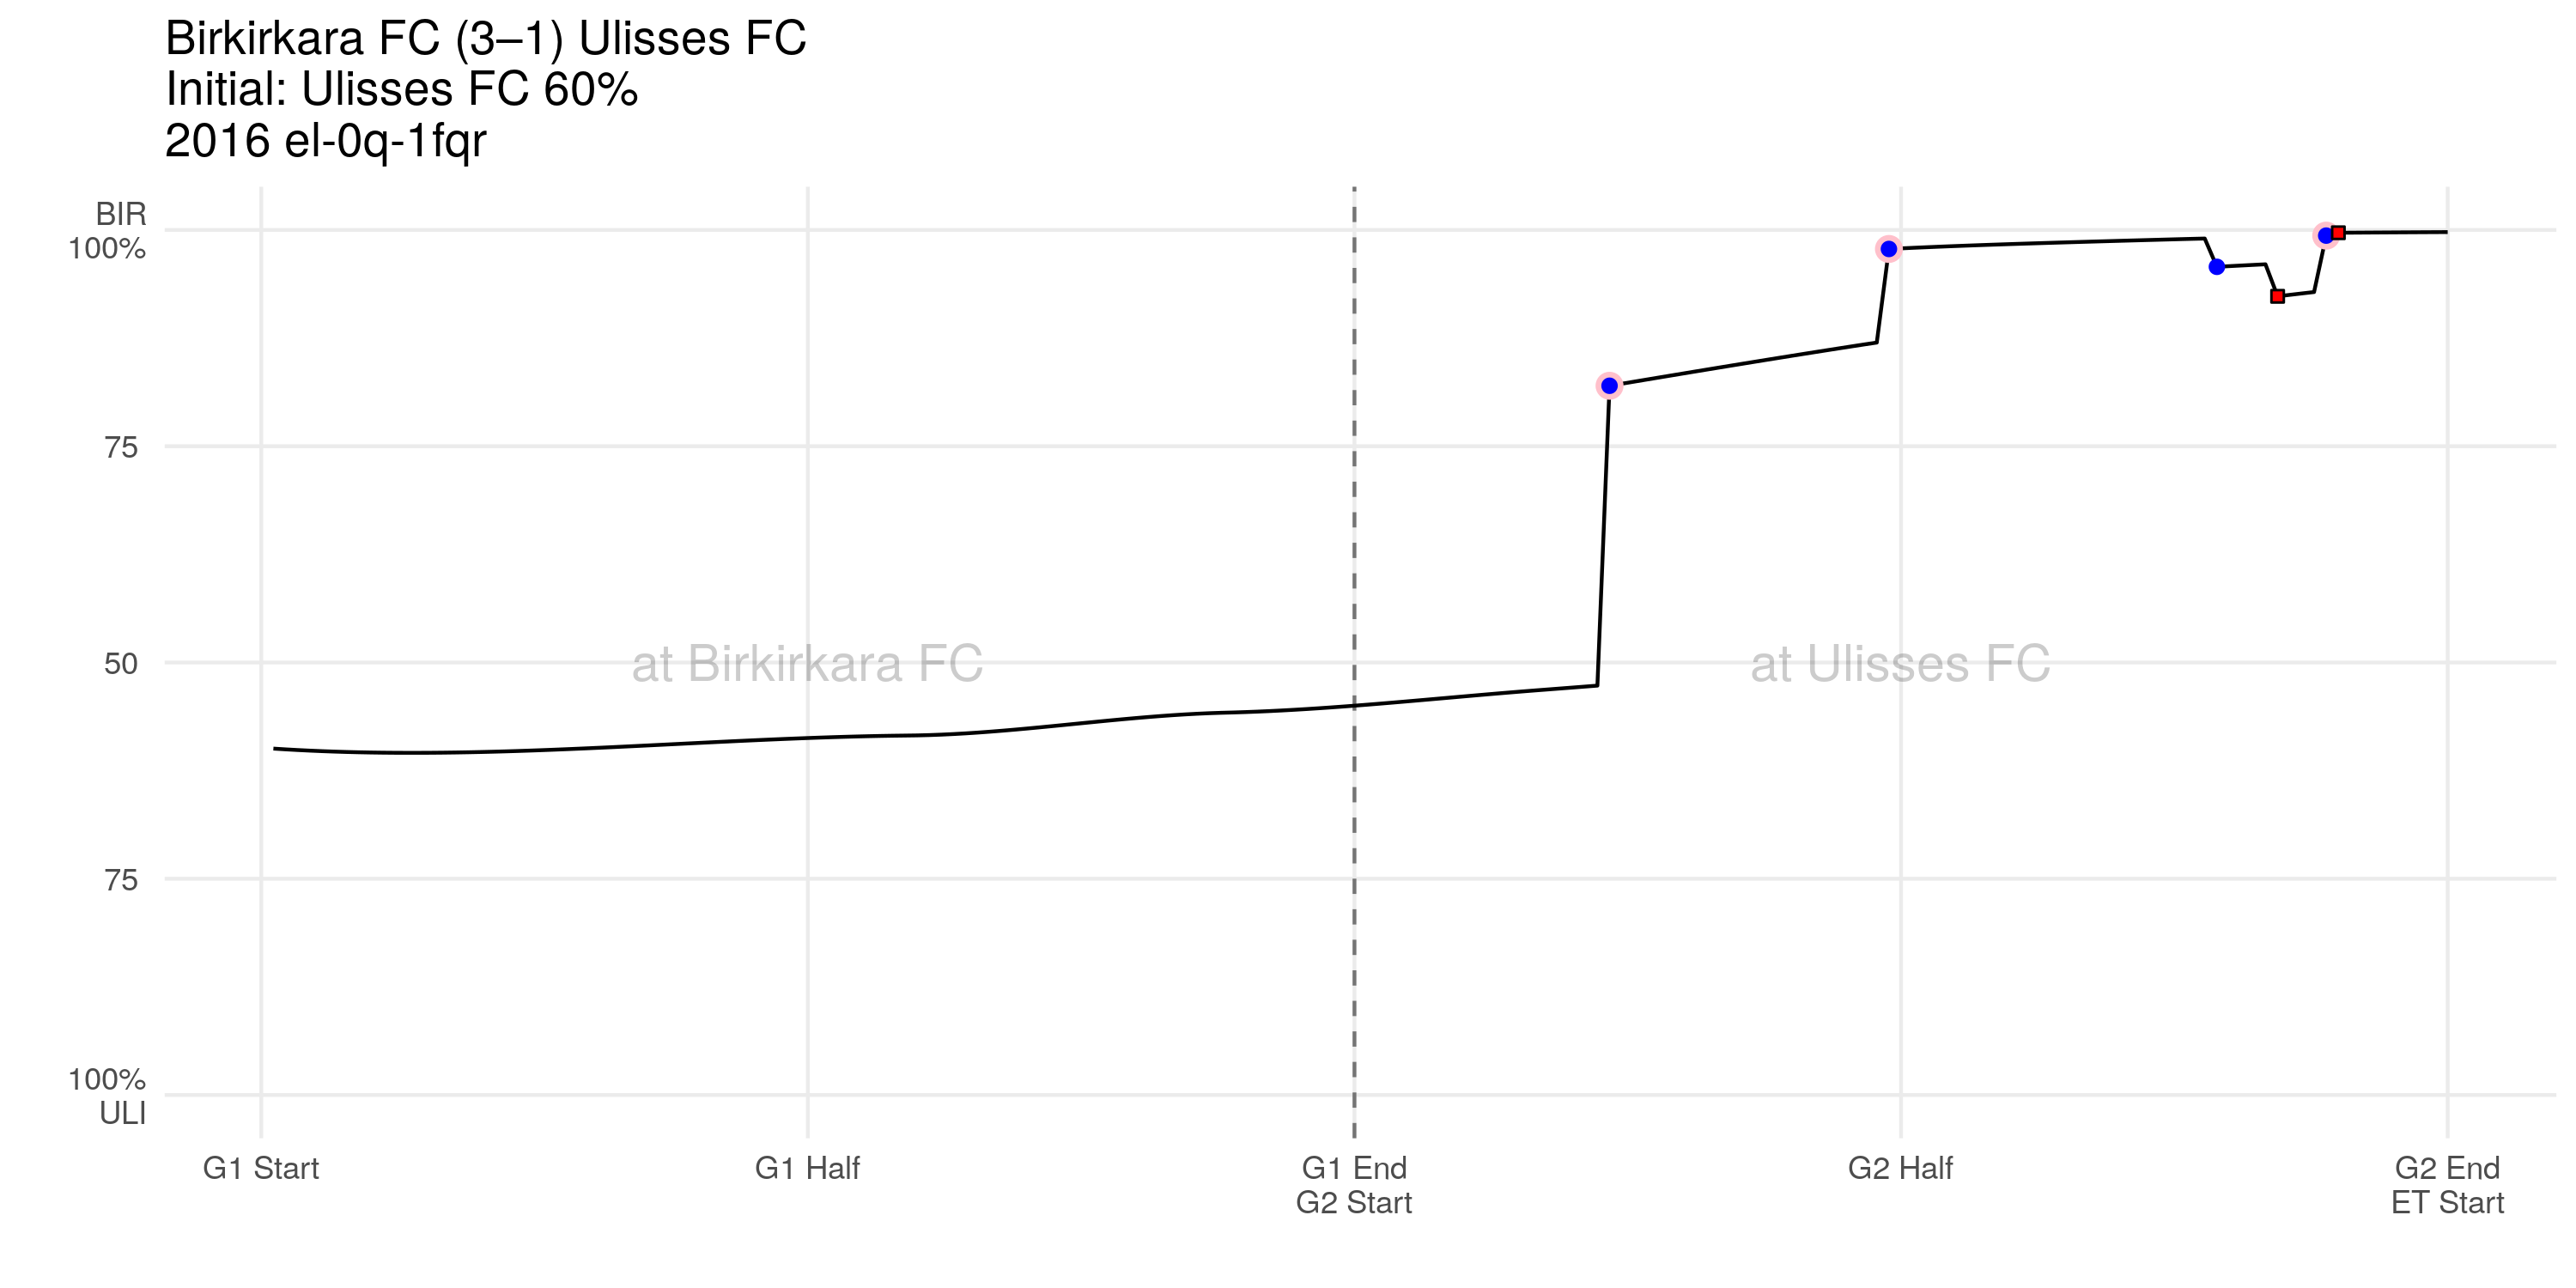 Birkirkara FC (3–1) Ulisses FC
Initial: Ulisses FC 60%
2016 el-0q-1fqr
BIR
100%
75
50
75
100%
ULI
at Birkirkara FC
at Ulisses FC
G1 Start
G1 Half
G1 End
G2 Start
G2 Half
G2 End
ET Start